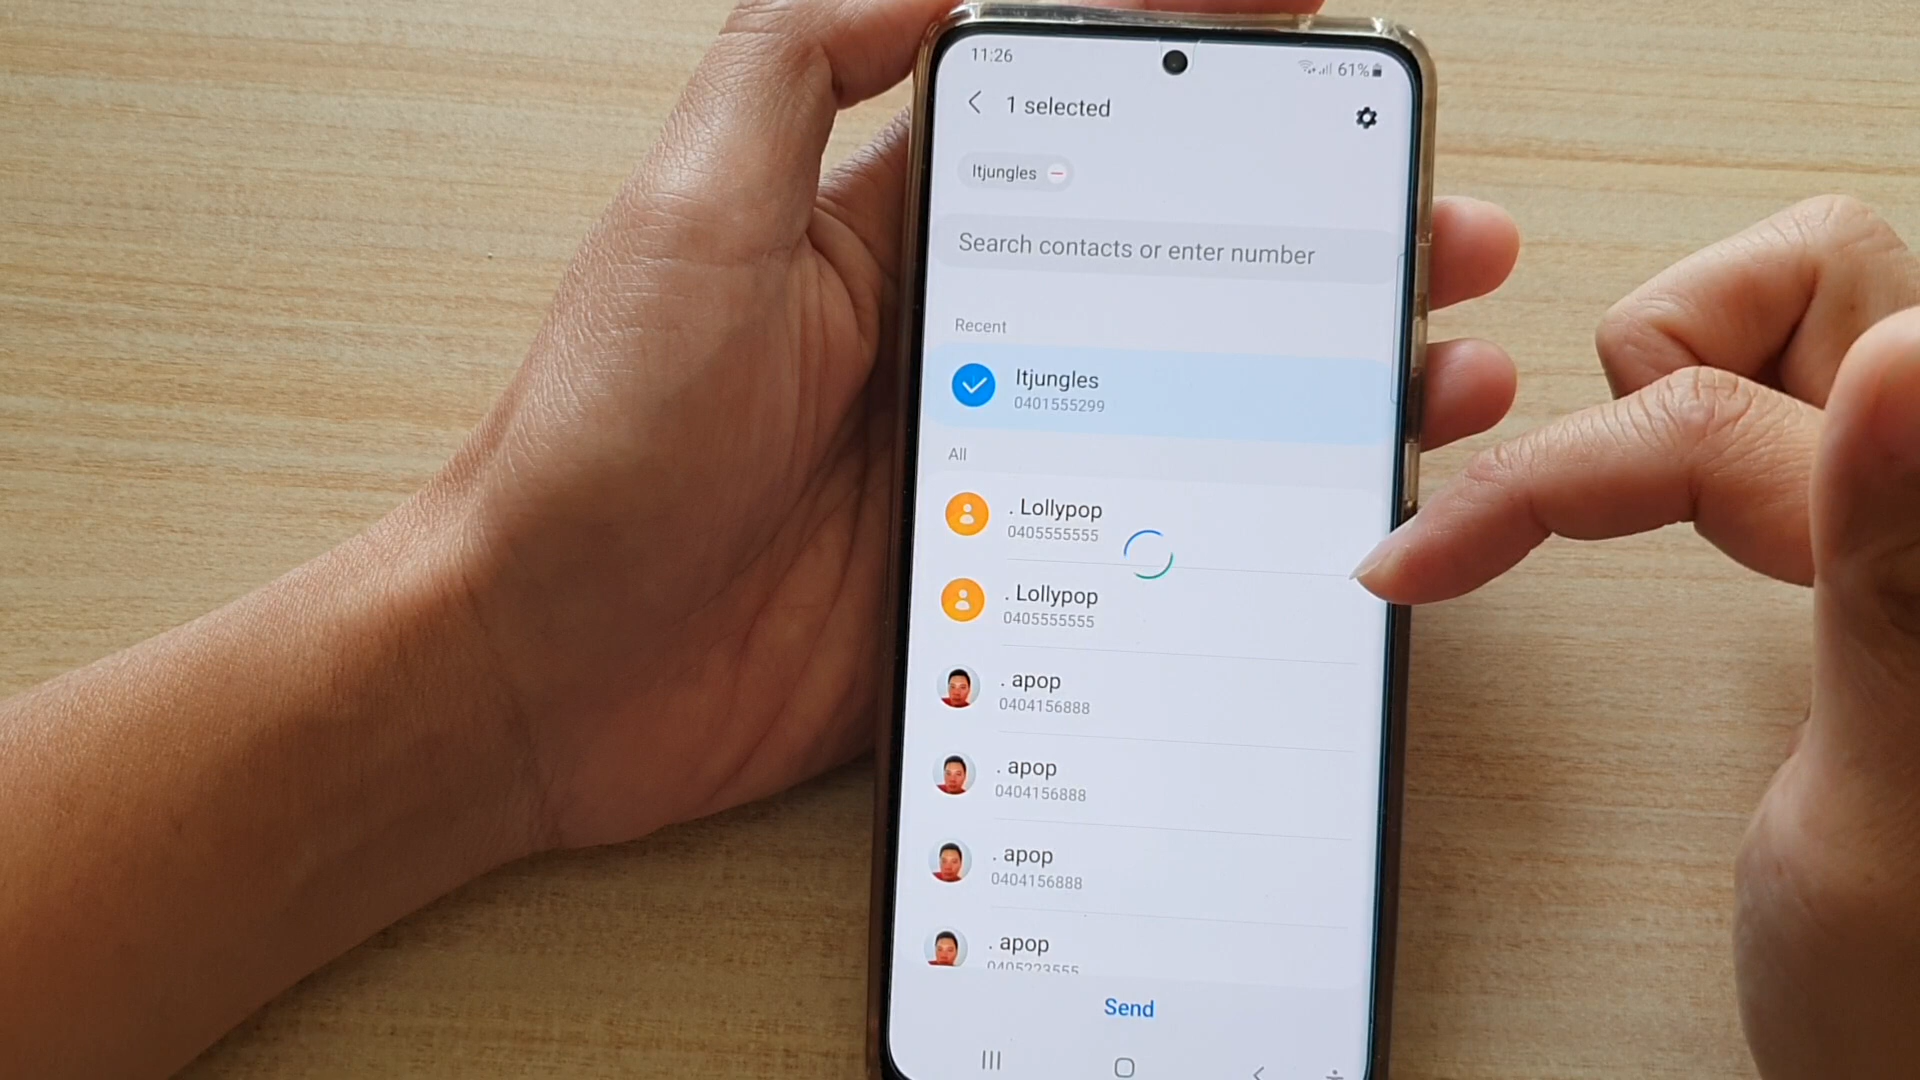 11:26
61%
1 selected
Itjungles
Search contacts or enter number
Recent
Itjungles
0401555299
All
. Lollypop
0405555555
. Lollypop
0405555555
. apop
0404156888
. apop
0404156888
. apop
0404156888
. apop
0405223555
Send